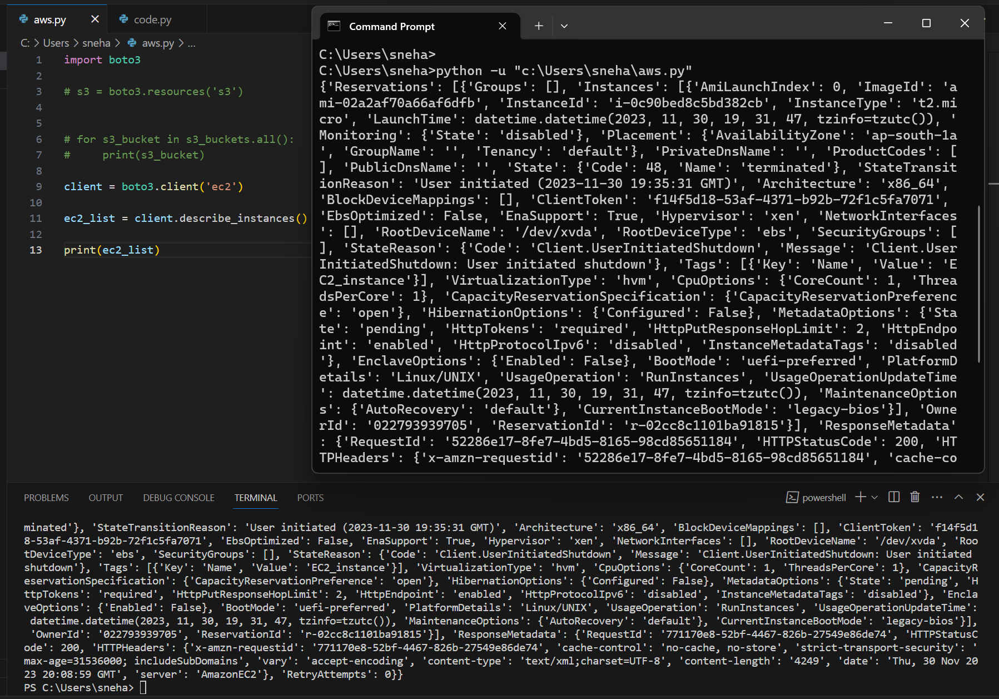 aws.py
code.py
C: > Users > sneha > aws.py > ...
1 import boto3
2
3 # s3 = boto3.resources('s3')
4
5
6 # for s3_bucket in s3_buckets.all():
7 #     print(s3_bucket)
8
9 client = boto3.client('ec2')
10
11 ec2_list = client.describe_instances()
12
13 print(ec2_list)
Command Prompt
C:\Users\sneha>
C:\Users\sneha>python -u "c:\Users\sneha\aws.py"
{'Reservations': [{'Groups': [], 'Instances': [{'AmiLaunchIndex': 0, 'ImageId': 'a
mi-02a2af70a66af6dfb', 'InstanceId': 'i-0c90bed8c5bd382cb', 'InstanceType': 't2.mi
cro', 'LaunchTime': datetime.datetime(2023, 11, 30, 19, 31, 47, tzinfo=tzutc()), '
Monitoring': {'State': 'disabled'}, 'Placement': {'AvailabilityZone': 'ap-south-1a
', 'GroupName': '', 'Tenancy': 'default'}, 'PrivateDnsName': '', 'ProductCodes': [
], 'PublicDnsName': '', 'State': {'Code': 48, 'Name': 'terminated'}, 'StateTransit
ionReason': 'User initiated (2023-11-30 19:35:31 GMT)', 'Architecture': 'x86_64',
'BlockDeviceMappings': [], 'ClientToken': 'f14f5d18-53af-4371-b92b-72f1c5fa7071',
'EbsOptimized': False, 'EnaSupport': True, 'Hypervisor': 'xen', 'NetworkInterfaces
': [], 'RootDeviceName': '/dev/xvda', 'RootDeviceType': 'ebs', 'SecurityGroups': [
], 'StateReason': {'Code': 'Client.UserInitiatedShutdown', 'Message': 'Client.User
InitiatedShutdown: User initiated shutdown'}, 'Tags': [{'Key': 'Name', 'Value': 'E
C2_instance'}], 'VirtualizationType': 'hvm', 'CpuOptions': {'CoreCount': 1, 'Threa
dsPerCore': 1}, 'CapacityReservationSpecification': {'CapacityReservationPreferenc
e': 'open'}, 'HibernationOptions': {'Configured': False}, 'MetadataOptions': {'Sta
te': 'pending', 'HttpTokens': 'required', 'HttpPutResponseHopLimit': 2, 'HttpEndpo
int': 'enabled', 'HttpProtocolIpv6': 'disabled', 'InstanceMetadataTags': 'disabled
'}, 'EnclaveOptions': {'Enabled': False}, 'BootMode': 'uefi-preferred', 'PlatformD
etails': 'Linux/UNIX', 'UsageOperation': 'RunInstances', 'UsageOperationUpdateTime
': datetime.datetime(2023, 11, 30, 19, 31, 47, tzinfo=tzutc()), 'MaintenanceOption
s': {'AutoRecovery': 'default'}, 'CurrentInstanceBootMode': 'legacy-bios'}], 'Owne
rId': '022793939705', 'ReservationId': 'r-02cc8c1101ba91815'}], 'ResponseMetadata'
: {'RequestId': '52286e17-8fe7-4bd5-8165-98cd85651184', 'HTTPStatusCode': 200, 'HT
TPHeaders': {'x-amzn-requestid': '52286e17-8fe7-4bd5-8165-98cd85651184', 'cache-co
PROBLEMS OUTPUT DEBUG CONSOLE TERMINAL PORTS
powershell
minated'}, 'StateTransitionReason': 'User initiated (2023-11-30 19:35:31 GMT)', 'Architecture': 'x86_64', 'BlockDeviceMappings': [], 'ClientToken': 'f14f5d1
8-53af-4371-b92b-72f1c5fa7071', 'EbsOptimized': False, 'EnaSupport': True, 'Hypervisor': 'xen', 'NetworkInterfaces': [], 'RootDeviceName': '/dev/xvda', 'Roo
tDeviceType': 'ebs', 'SecurityGroups': [], 'StateReason': {'Code': 'Client.UserInitiatedShutdown', 'Message': 'Client.UserInitiatedShutdown: User initiated
shutdown'}, 'Tags': [{'Key': 'Name', 'Value': 'EC2_instance'}], 'VirtualizationType': 'hvm', 'CpuOptions': {'CoreCount': 1, 'ThreadsPerCore': 1}, 'CapacityR
eservationSpecification': {'CapacityReservationPreference': 'open'}, 'HibernationOptions': {'Configured': False}, 'MetadataOptions': {'State': 'pending', 'H
ttpTokens': 'required', 'HttpPutResponseHopLimit': 2, 'HttpEndpoint': 'enabled', 'HttpProtocolIpv6': 'disabled', 'InstanceMetadataTags': 'disabled'}, 'Encla
veOptions': {'Enabled': False}, 'BootMode': 'uefi-preferred', 'PlatformDetails': 'Linux/UNIX', 'UsageOperation': 'RunInstances', 'UsageOperationUpdateTime':
datetime.datetime(2023, 11, 30, 19, 31, 47, tzinfo=tzutc()), 'MaintenanceOptions': {'AutoRecovery': 'default'}, 'CurrentInstanceBootMode': 'legacy-bios'}],
'OwnerId': '022793939705', 'ReservationId': 'r-02cc8c1101ba91815'}], 'ResponseMetadata': {'RequestId': '771170e8-52bf-4467-826b-27549e86de74', 'HTTPStatusC
ode': 200, 'HTTPHeaders': {'x-amzn-requestid': '771170e8-52bf-4467-826b-27549e86de74', 'cache-control': 'no-cache, no-store', 'strict-transport-security': '
max-age=31536000; includeSubDomains', 'vary': 'accept-encoding', 'content-type': 'text/xml;charset=UTF-8', 'content-length': '4249', 'date': 'Thu, 30 Nov 20
23 20:08:59 GMT', 'server': 'AmazonEC2'}, 'RetryAttempts': 0}}
PS C:\Users\sneha>